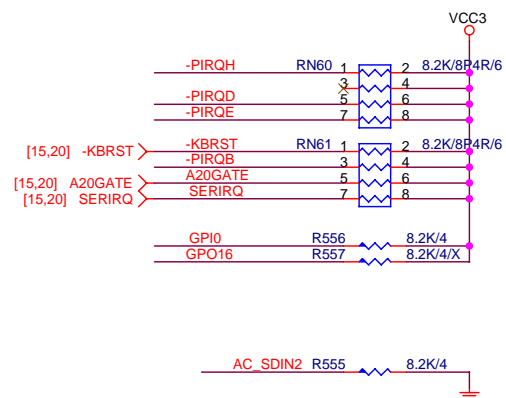 VCC3
-PIRQH RN60 1 2 8.2K/8P4R/6
3 4
-PIRQD 5 6
-PIRQE 7 8
[15,20] -KBRST -KBRST RN61 1 2 8.2K/8P4R/6
-PIRQB 3 4
[15,20] A20GATE A20GATE 5 6
[15,20] SERIRQ SERIRQ 7 8
GPI0 R556 8.2K/4
GPO16 R557 8.2K/4/X
AC_SDIN2 R555 8.2K/4